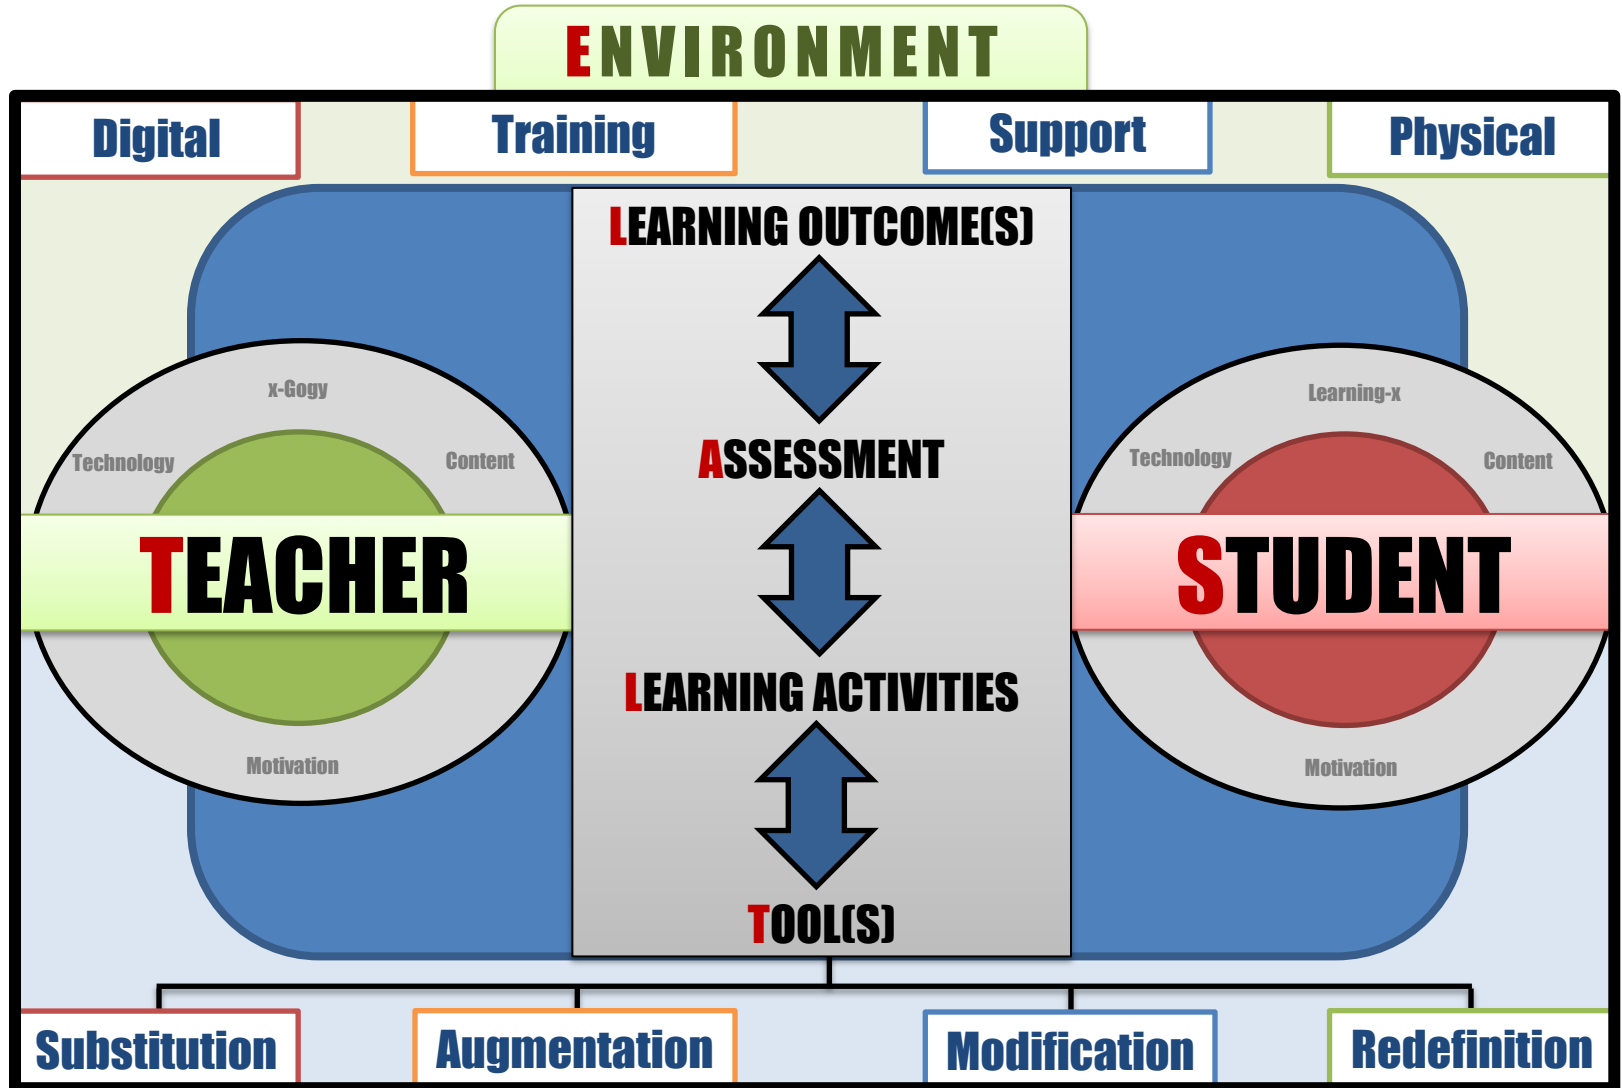 ENVIRONMENT
Digital
Training
Support
Physical
LEARNING OUTCOME(S)
x-Gogy
Technology
Content
TEACHER
Motivation
ASSESSMENT
LEARNING ACTIVITIES
TOOL(S)
Learning-x
Technology
Content
STUDENT
Motivation
Substitution
Augmentation
Modification
Redefinition